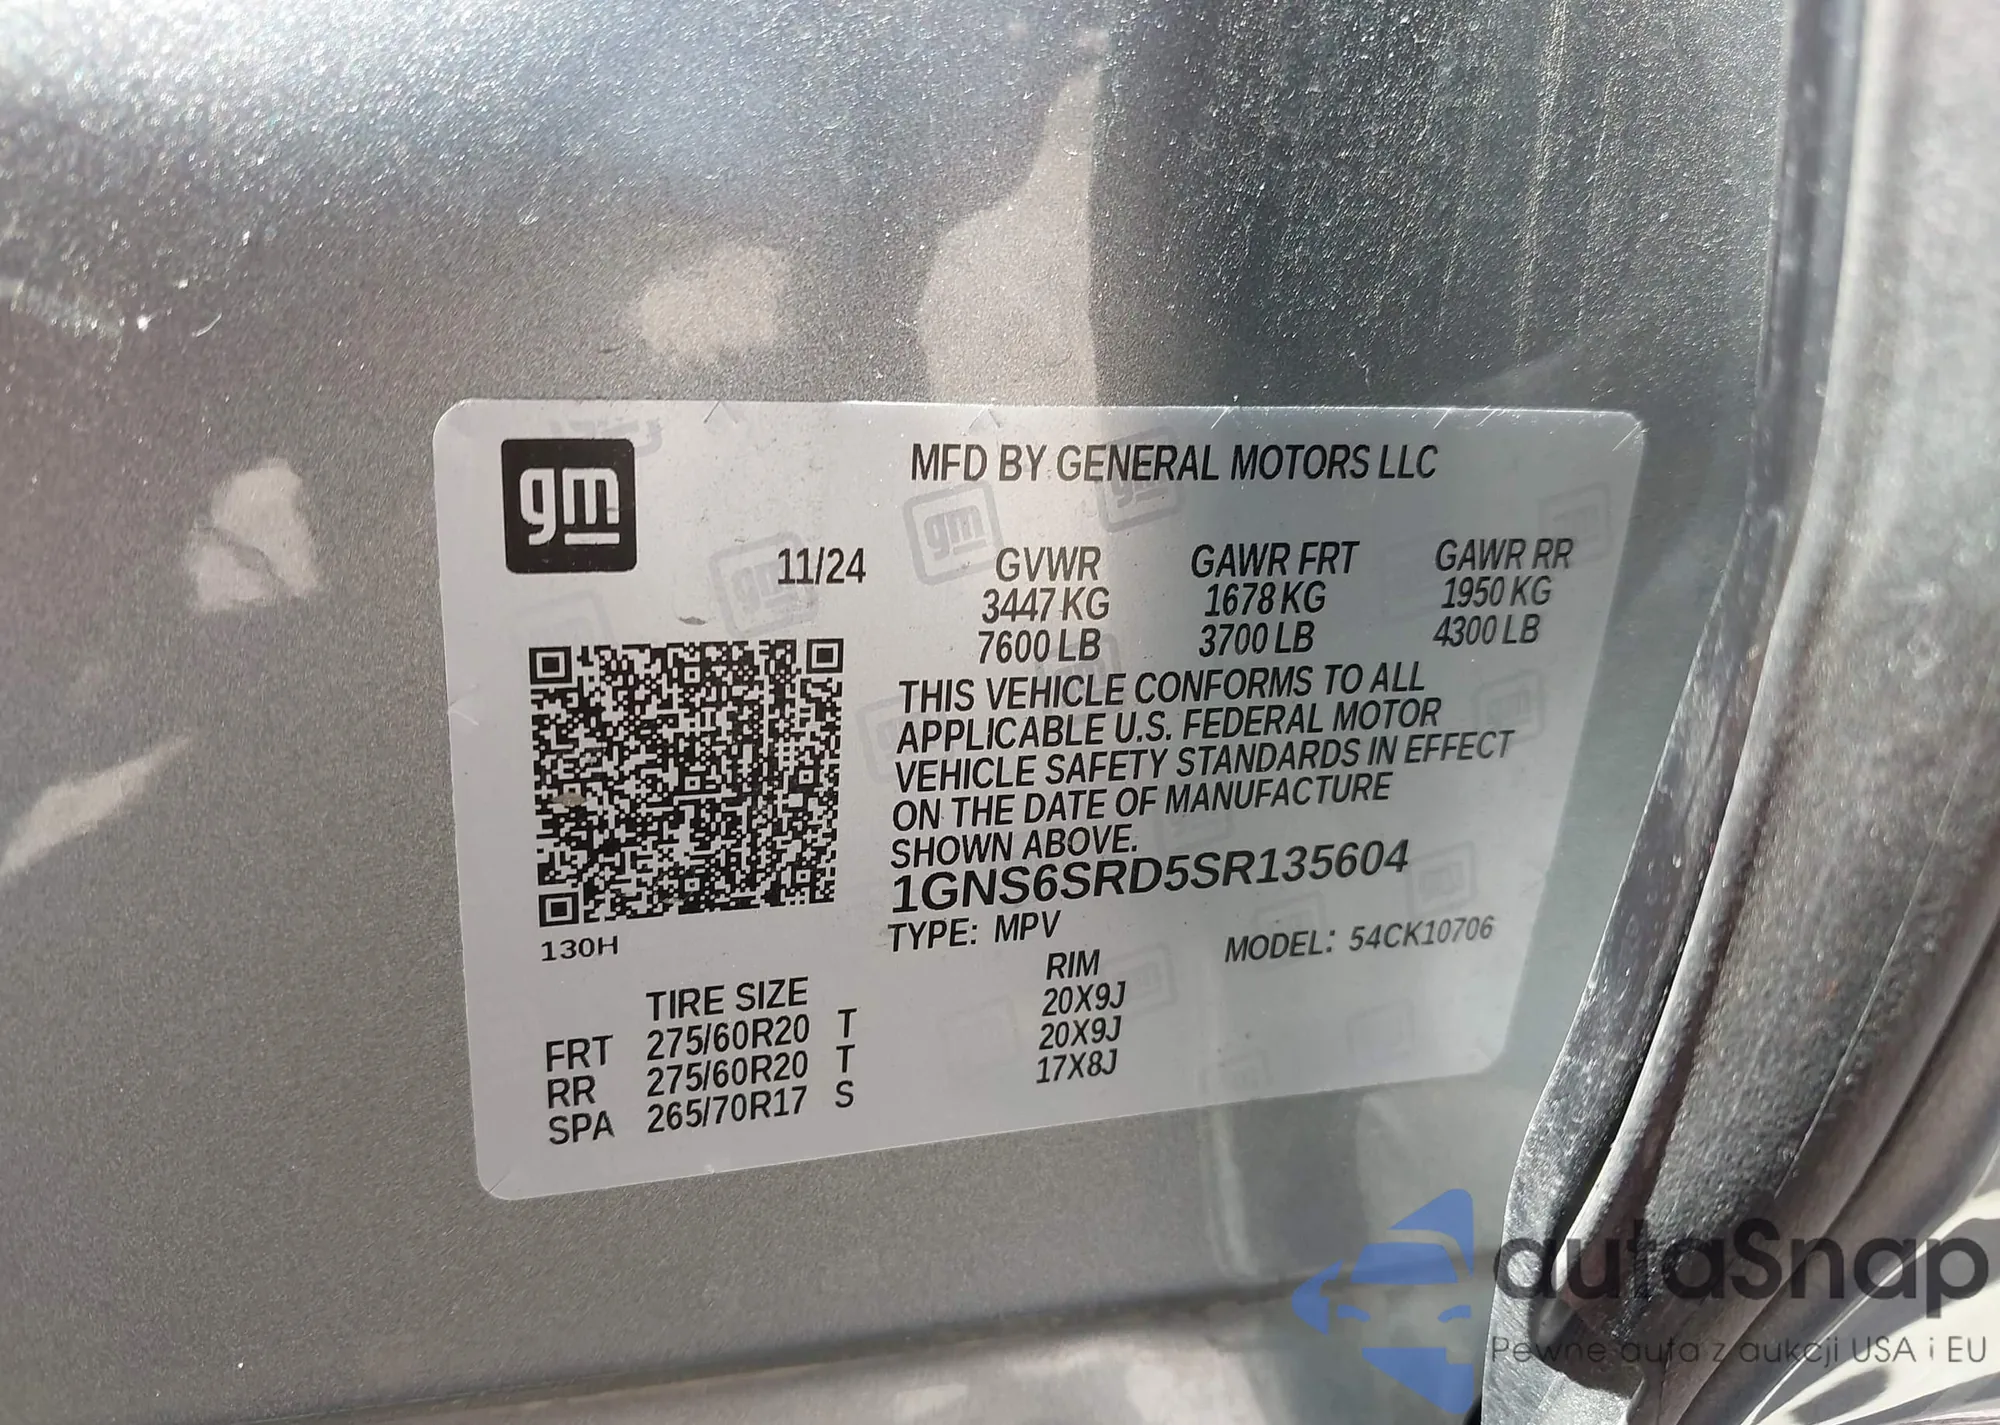 gm
MFD BY GENERAL MOTORS LLC
11/24
GVWR GAWR FRT GAWR RR
3447 KG 1678 KG 1950 KG
7600 LB 3700 LB 4300 LB
THIS VEHICLE CONFORMS TO ALL
APPLICABLE U.S. FEDERAL MOTOR
VEHICLE SAFETY STANDARDS IN EFFECT
ON THE DATE OF MANUFACTURE
SHOWN ABOVE.
1GNS6SRD5SR135604
TYPE: MPV MODEL: 54CK10706
130H
TIRE SIZE RIM
FRT 275/60R20 T 20X9J
RR 275/60R20 T 20X9J
SPA 265/70R17 S 17X8J
autaSnap
Pewne auta z aukcji USA i EU